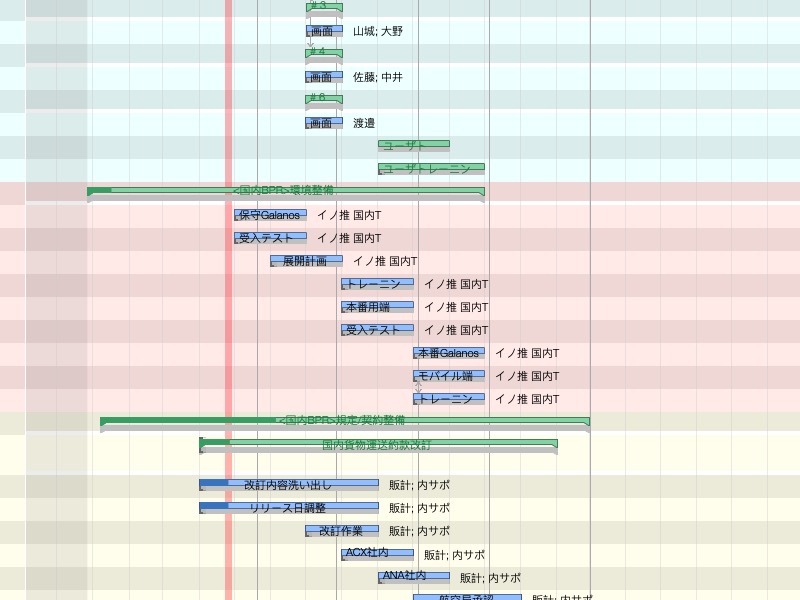 #3
画面 山城; 大野
#4
画面 佐藤; 中井
#6
画面 渡邉
ユーザト
ユーザトレーニン
<国内BPR>環境整備
保守Galanos イノ推 国内T
受入テスト イノ推 国内T
展開計画 イノ推 国内T
トレーニン イノ推 国内T
本番用端 イノ推 国内T
受入テスト イノ推 国内T
本番Galanos イノ推 国内T
モバイル端 イノ推 国内T
トレーニン イノ推 国内T
<国内BPR>規定/契約整備
国内貨物運送約款改訂
改訂内容洗い出し 販計; 内サポ
リリース日調整 販計; 内サポ
改訂作業 販計; 内サポ
ACX社内 販計; 内サポ
ANA社内 販計; 内サポ
航空局承認 販計; 内サポ